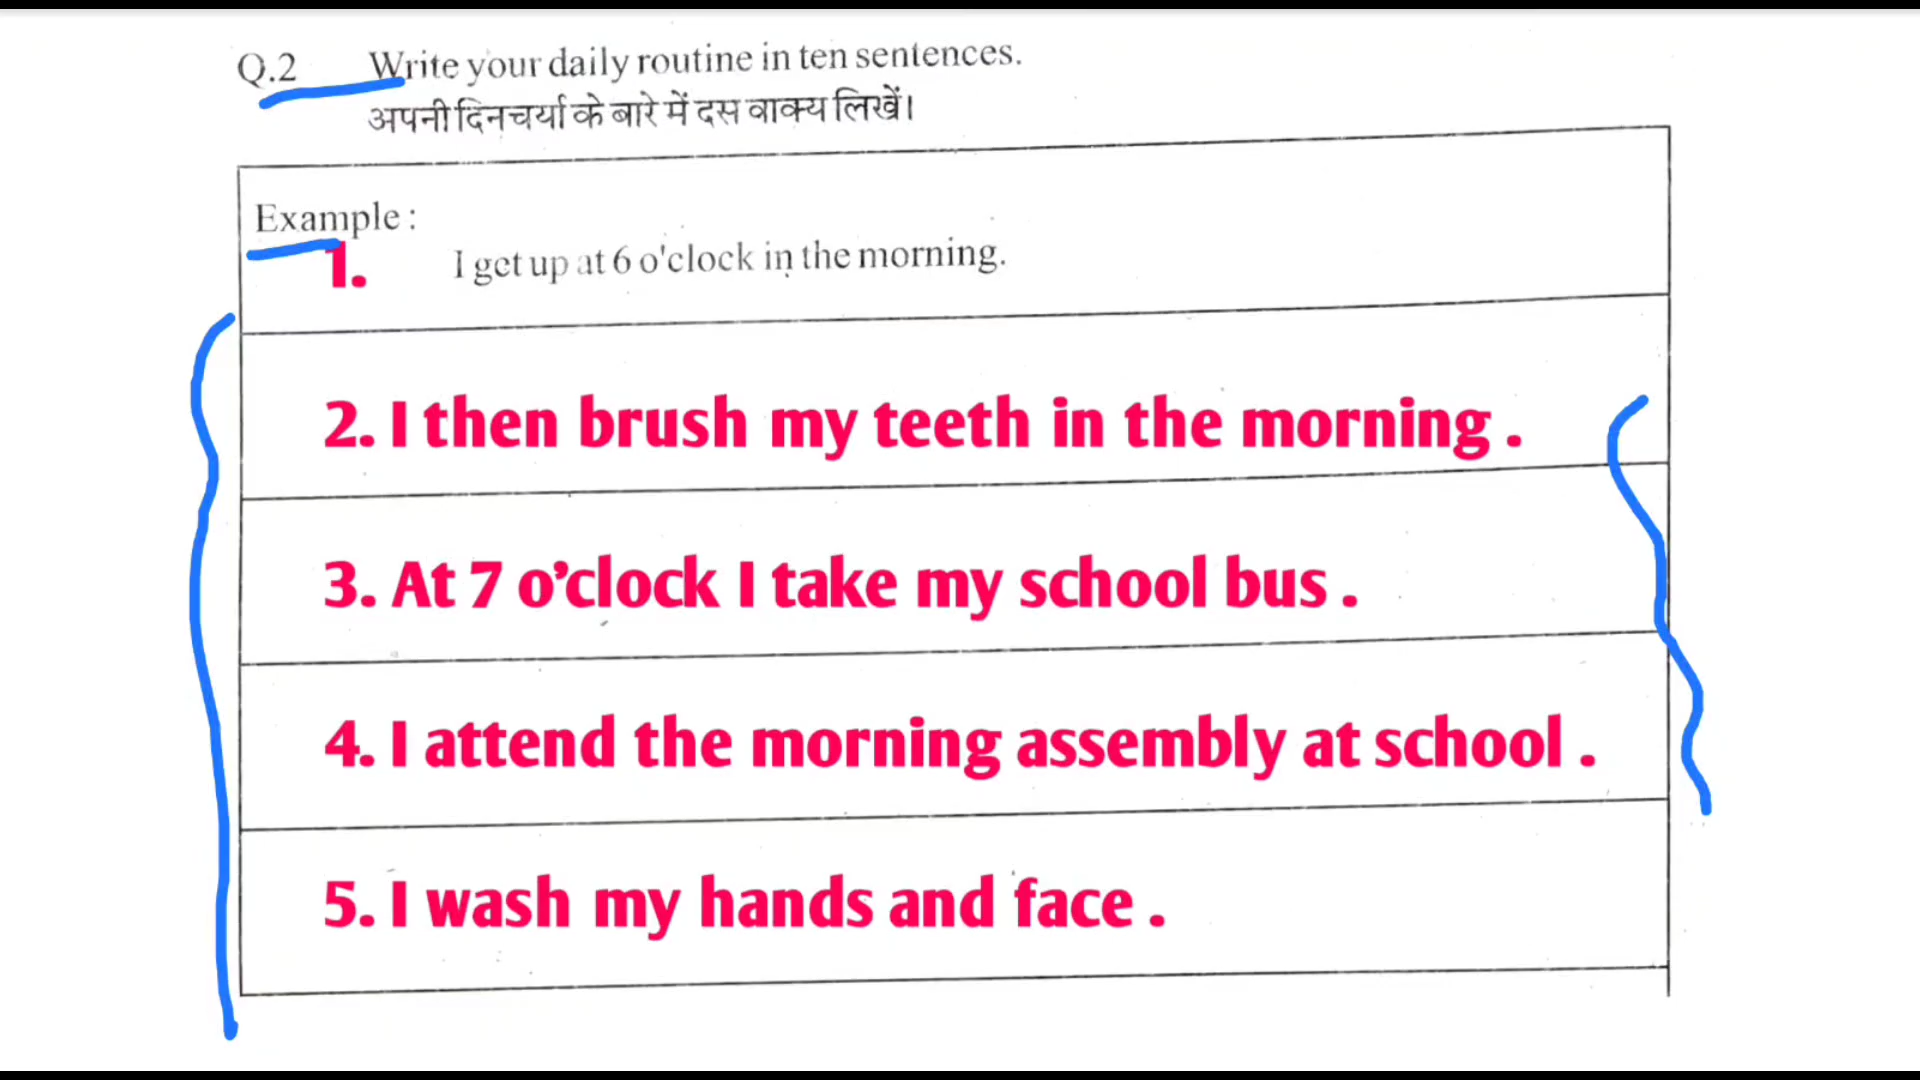 Q.2 Write your daily routine in ten sentences.
अपनी दिनचर्या के बारे में दस वाक्य लिखें।
Example :
1. I get up at 6 o'clock in the morning.
2. I then brush my teeth in the morning .
3. At 7 o’clock I take my school bus .
4. I attend the morning assembly at school .
5. I wash my hands and face .